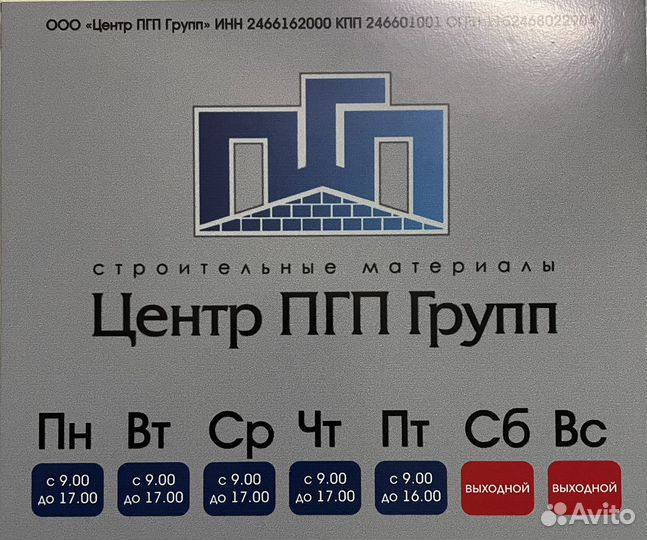 ООО «Центр ПГП Групп» ИНН 2466162000 КПП 246601001 ОГРН
строительные материалы
Центр ПГП Групп
Пн Вт Ср Чт Пт Сб Вс
с 9.00 с 9.00 с 9.00 с 9.00 с 9.00
до 17.00 до 17.00 до 17.00 до 17.00 до 16.00
ВЫХОДНОЙ ВЫХОДНОЙ
Avito